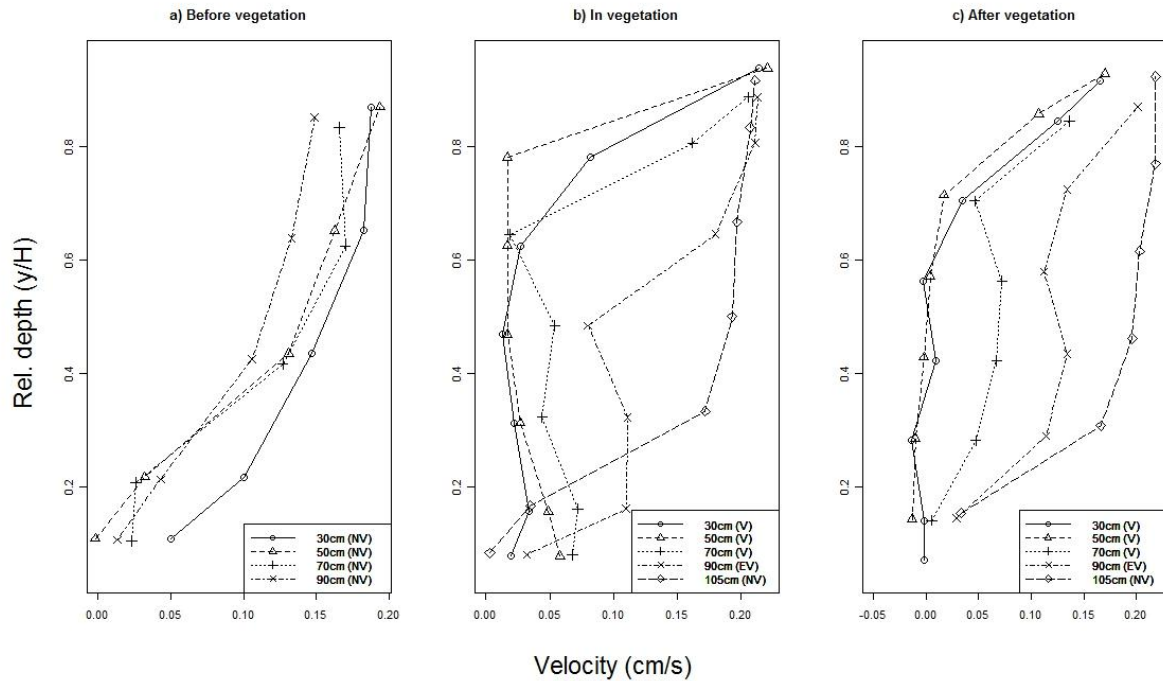 a) Before vegetation
b) In vegetation
c) After vegetation
Rel. depth (y/H)
0.2 0.4 0.6 0.8
0.00 0.05 0.10 0.15 0.20
30cm (NV)
50cm (NV)
70cm (NV)
90cm (NV)
0.2 0.4 0.6 0.8
0.00 0.05 0.10 0.15 0.20
30cm (V)
50cm (V)
70cm (V)
90cm (EV)
105cm (NV)
0.2 0.4 0.6 0.8
-0.05 0.00 0.05 0.10 0.15 0.20
30cm (V)
50cm (V)
70cm (V)
90cm (EV)
105cm (NV)
Velocity (cm/s)